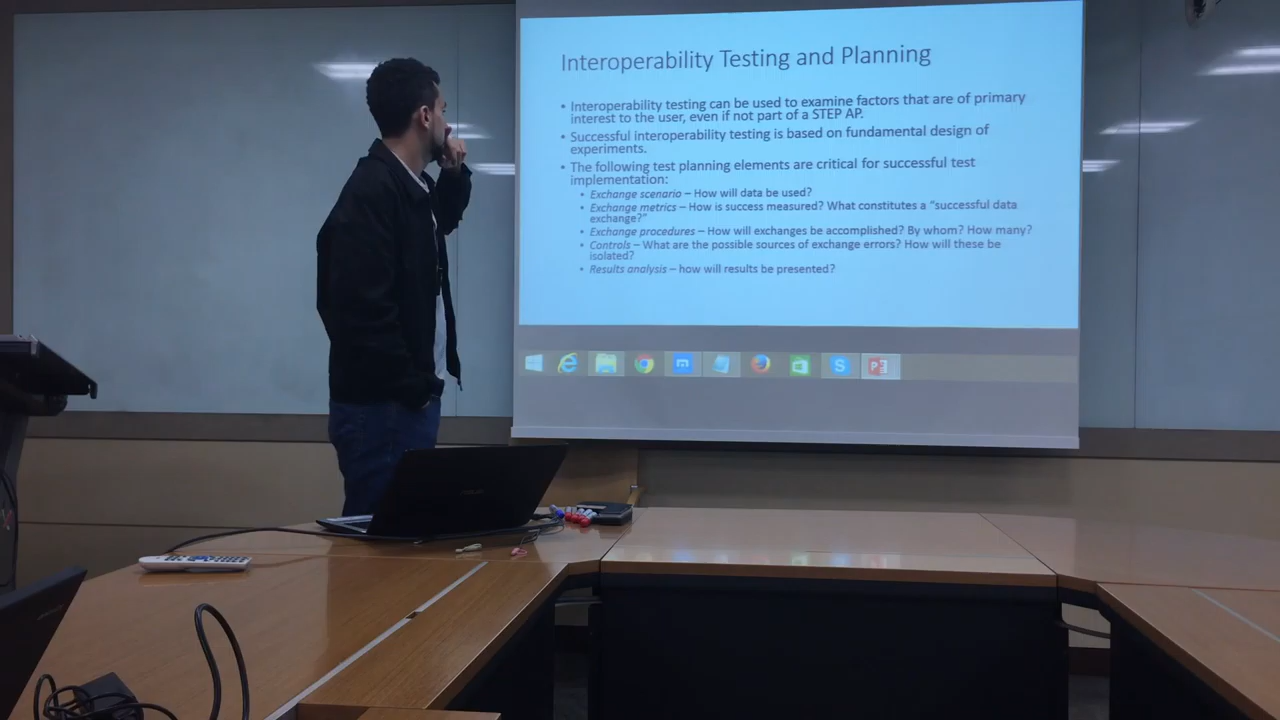 Interoperability Testing and Planning
• Interoperability testing can be used to examine factors that are of primary
interest to the user, even if not part of a STEP AP.
• Successful interoperability testing is based on fundamental design of
experiments.
• The following test planning elements are critical for successful test
implementation:
• Exchange scenario – How will data be used?
• Exchange metrics – How is success measured? What constitutes a “successful data
exchange?”
• Exchange procedures – How will exchanges be accomplished? By whom? How many?
• Controls – What are the possible sources of exchange errors? How will these be
isolated?
• Results analysis – how will results be presented?